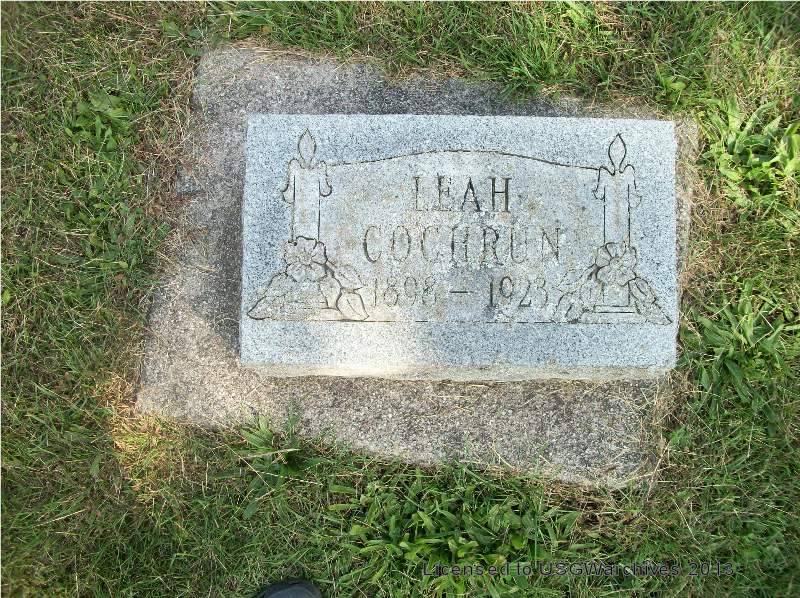 LEAH
COCHRUN
1898 – 1923
Licensed to USGWarchives 2013